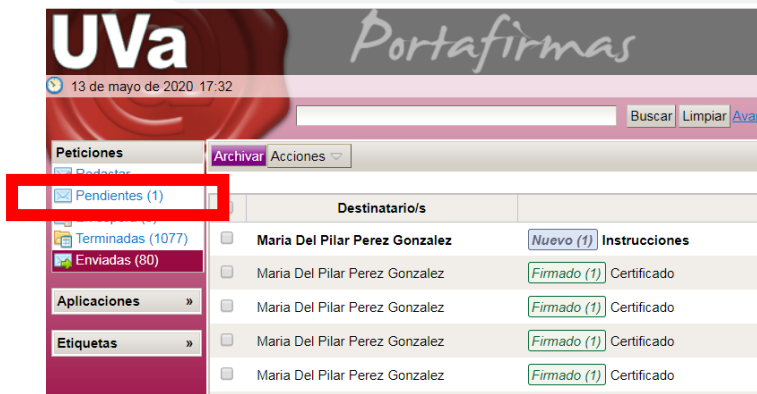 UVa
Portafirmas
13 de mayo de 2020 17:32
Buscar Limpiar
Peticiones
Archivar Acciones
Redactar
Pendientes (1)
Destinatario/s
Terminadas (1077)
Maria Del Pilar Perez Gonzalez Nuevo (1) Instrucciones
Enviadas (80)
Maria Del Pilar Perez Gonzalez Firmado (1) Certificado
Aplicaciones »
Maria Del Pilar Perez Gonzalez Firmado (1) Certificado
Etiquetas »
Maria Del Pilar Perez Gonzalez Firmado (1) Certificado
Maria Del Pilar Perez Gonzalez Firmado (1) Certificado